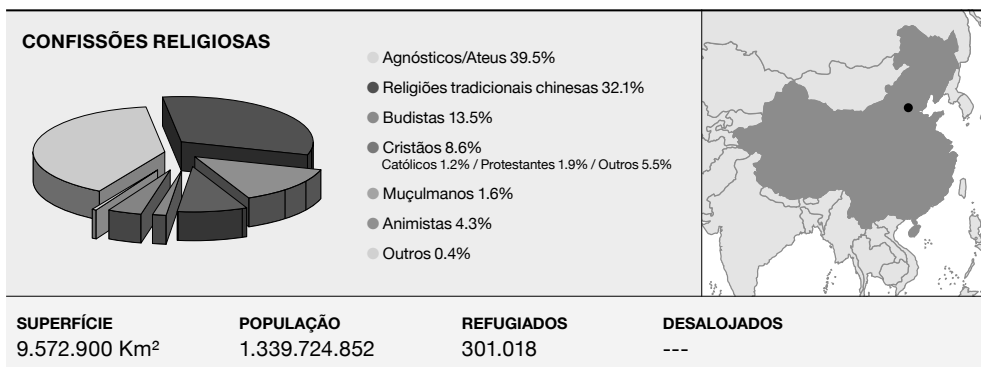 CONFISSÕES RELIGIOSAS
Agnósticos/Ateus 39.5%
Religiões tradicionais chinesas 32.1%
Budistas 13.5%
Cristãos 8.6%
Católicos 1.2% / Protestantes 1.9% / Outros 5.5%
Muçulmanos 1.6%
Animistas 4.3%
Outros 0.4%
SUPERFÍCIE
9.572.900 Km²
POPULAÇÃO
1.339.724.852
REFUGIADOS
301.018
DESALOJADOS
---